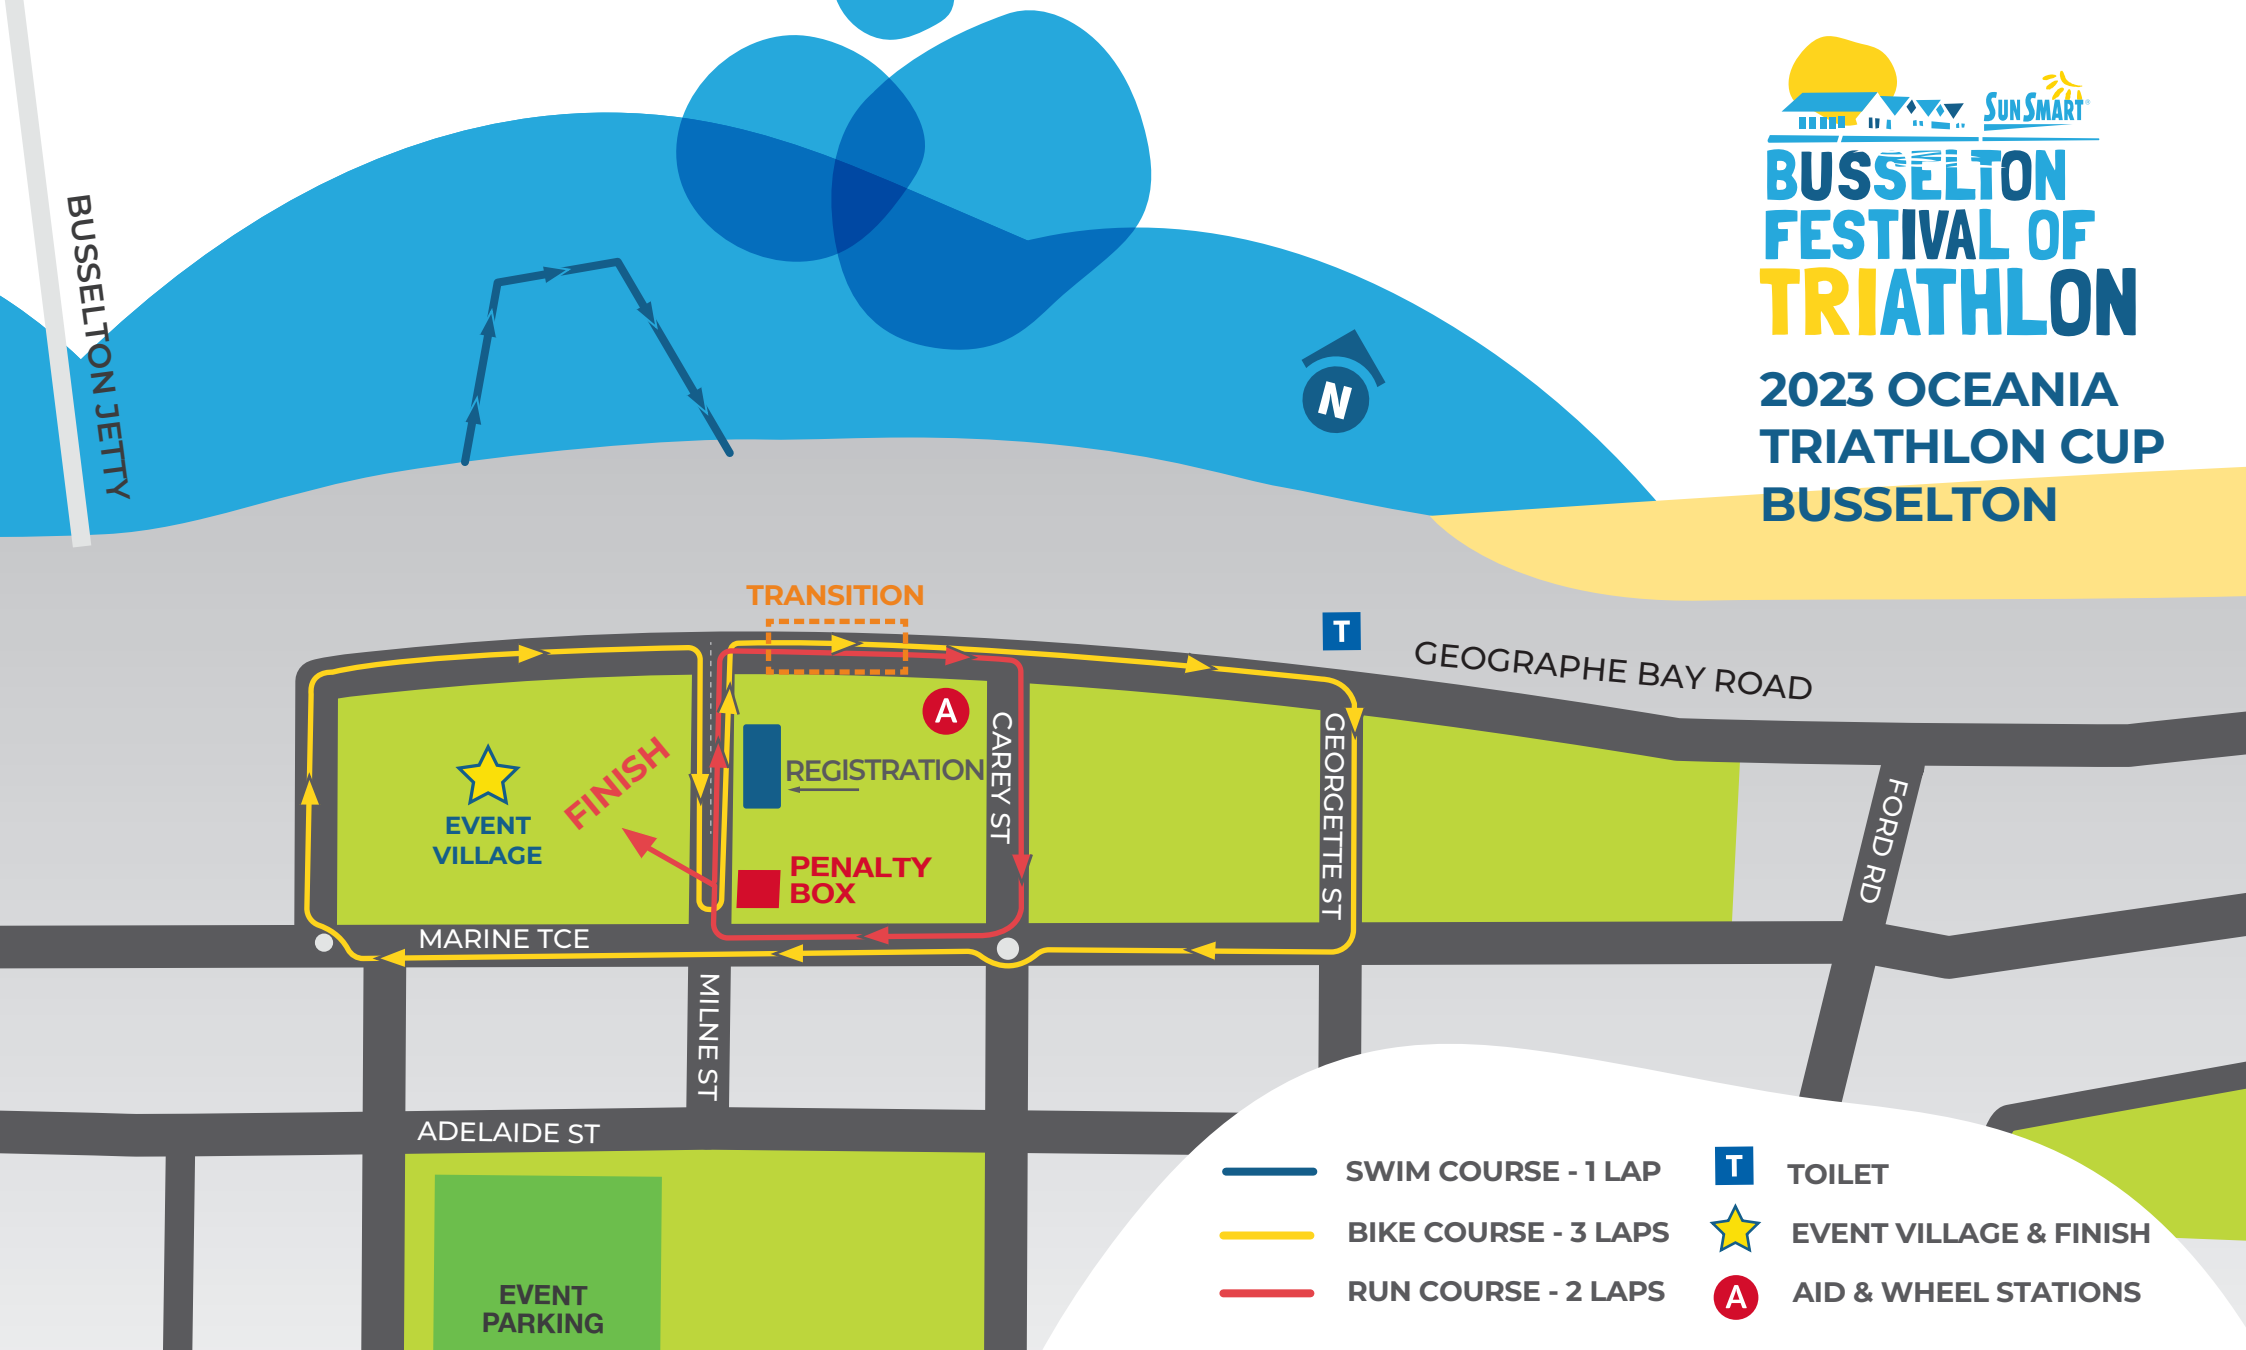 SUNSMART
BUSSELTON
FESTIVAL OF
TRIATHLON
2023 OCEANIA
TRIATHLON CUP
BUSSELTON
BUSSELTON JETTY
N
TRANSITION
T
GEOGRAPHE BAY ROAD
A
CAREY ST
GEORGETTE ST
FORD RD
FINISH
REGISTRATION
EVENT
VILLAGE
PENALTY
BOX
MARINE TCE
MILNE ST
ADELAIDE ST
EVENT
PARKING
SWIM COURSE - 1 LAP
BIKE COURSE - 3 LAPS
RUN COURSE - 2 LAPS
T TOILET
EVENT VILLAGE & FINISH
A AID & WHEEL STATIONS